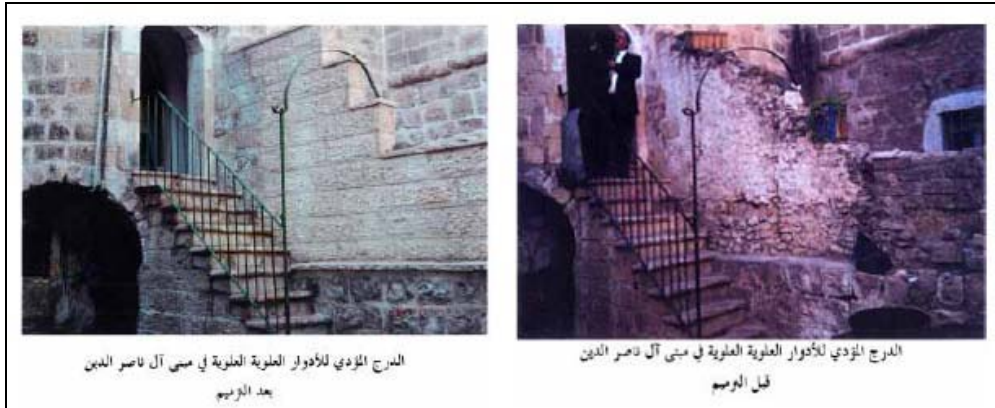 الدرج المؤدي للأدوار العلوية العلوية في مبنى آل ناصر الدين
قبل الترميم
الدرج المؤدي للأدوار العلوية العلوية في مبنى آل ناصر الدين
بعد الترميم